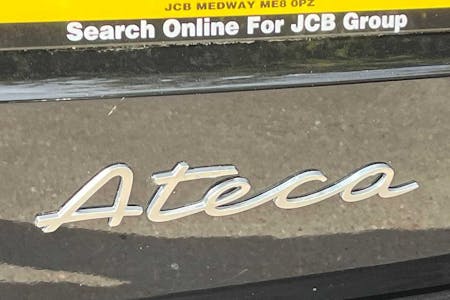 JCB MEDWAY ME8 0PZ
Search Online For JCB Group
Ateca